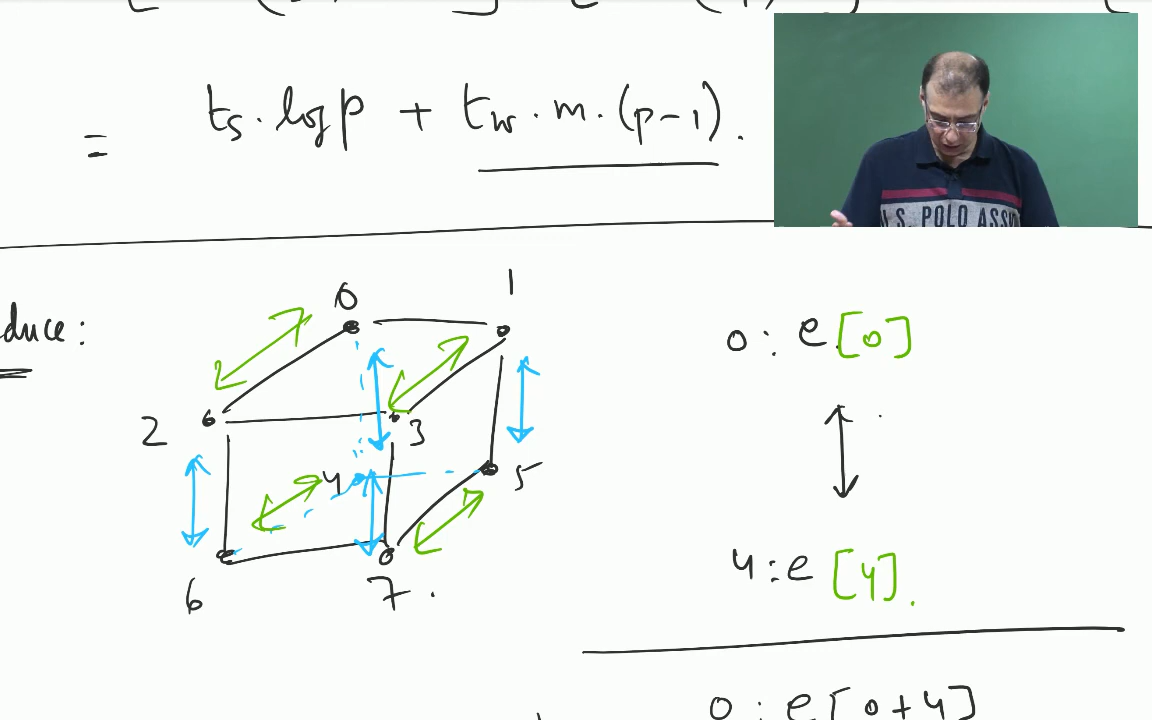 = ts. log p + tw. m. (p-1).
duce:
0 1
0: e[0]
2 3
4 5
6 7.
4: e[4].
0: e[0+4]
U.S. POLO ASSN